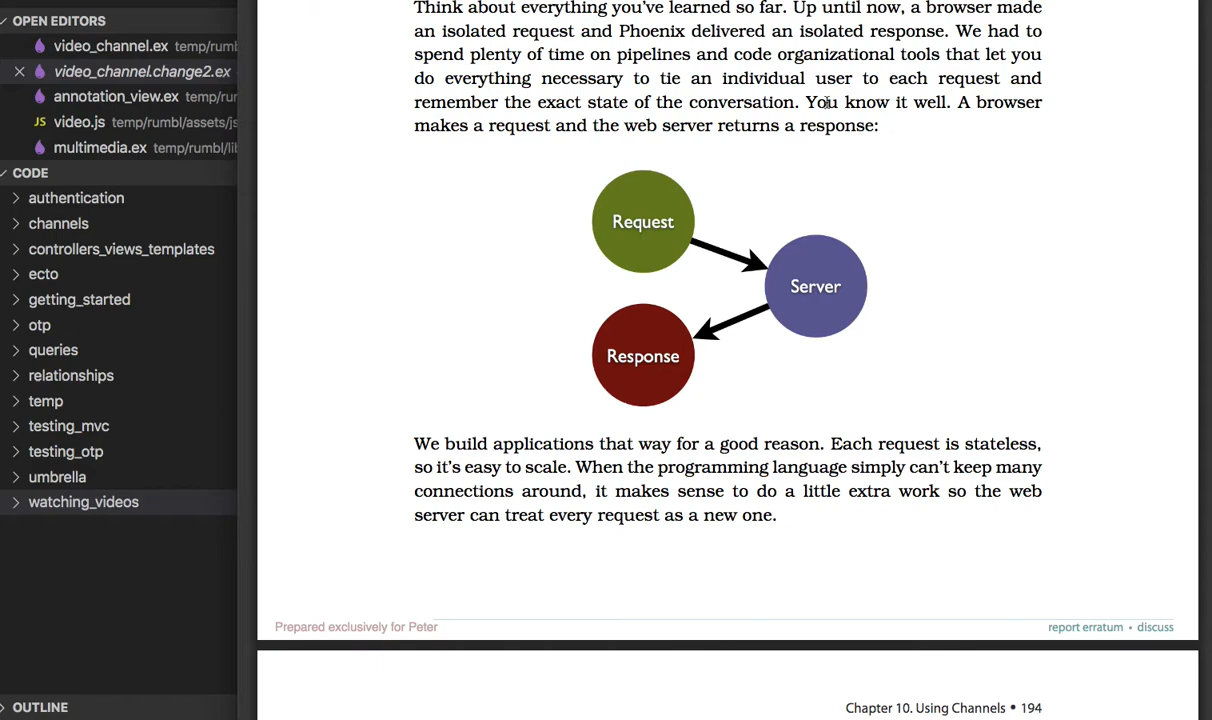 OPEN EDITORS
video_channel.ex temp/rumbl
video_channel.change2.ex
annotation_view.ex temp/rur
JS video.js temp/rumbl/assets/js
multimedia.ex temp/rumbl/lib
CODE
authentication
channels
controllers_views_templates
ecto
getting_started
otp
queries
relationships
temp
testing_mvc
testing_otp
umbrella
watching_videos
OUTLINE
Think about everything you've learned so far. Up until now, a browser made
an isolated request and Phoenix delivered an isolated response. We had to
spend plenty of time on pipelines and code organizational tools that let you
do everything necessary to tie an individual user to each request and
remember the exact state of the conversation. You know it well. A browser
makes a request and the web server returns a response:
Request
Server
Response
We build applications that way for a good reason. Each request is stateless,
so it's easy to scale. When the programming language simply can't keep many
connections around, it makes sense to do a little extra work so the web
server can treat every request as a new one.
Prepared exclusively for Peter
report erratum • discuss
Chapter 10. Using Channels • 194